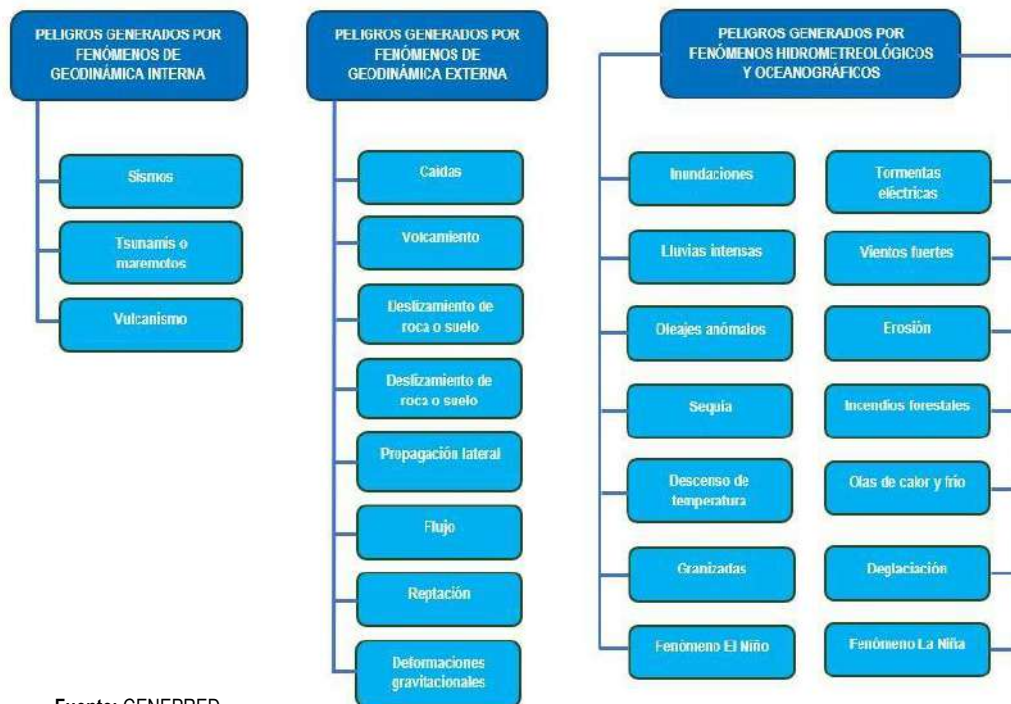 PELIGROS GENERADOS POR
FENÓMENOS DE
GEODINÁMICA INTERNA
Sismos
Tsunamis o
maremotos
Vulcanismo
PELIGROS GENERADOS POR
FENÓMENOS DE
GEODINÁMICA EXTERNA
Caídas
Volcamiento
Deslizamiento de
roca o suelo
Deslizamiento de
roca o suelo
Propagación lateral
Flujo
Reptación
Deformaciones
gravitacionales
PELIGROS GENERADOS POR
FENÓMENOS HIDROMETREOLÓGICOS
Y OCEANOGRÁFICOS
Inundaciones
Lluvias intensas
Oleajes anómalos
Sequía
Descenso de
temperatura
Granizadas
Fenómeno El Niño
Tormentas
eléctricas
Vientos fuertes
Erosión
Incendios forestales
Olas de calor y frío
Deglaciación
Fenómeno La Niña
Fuente: